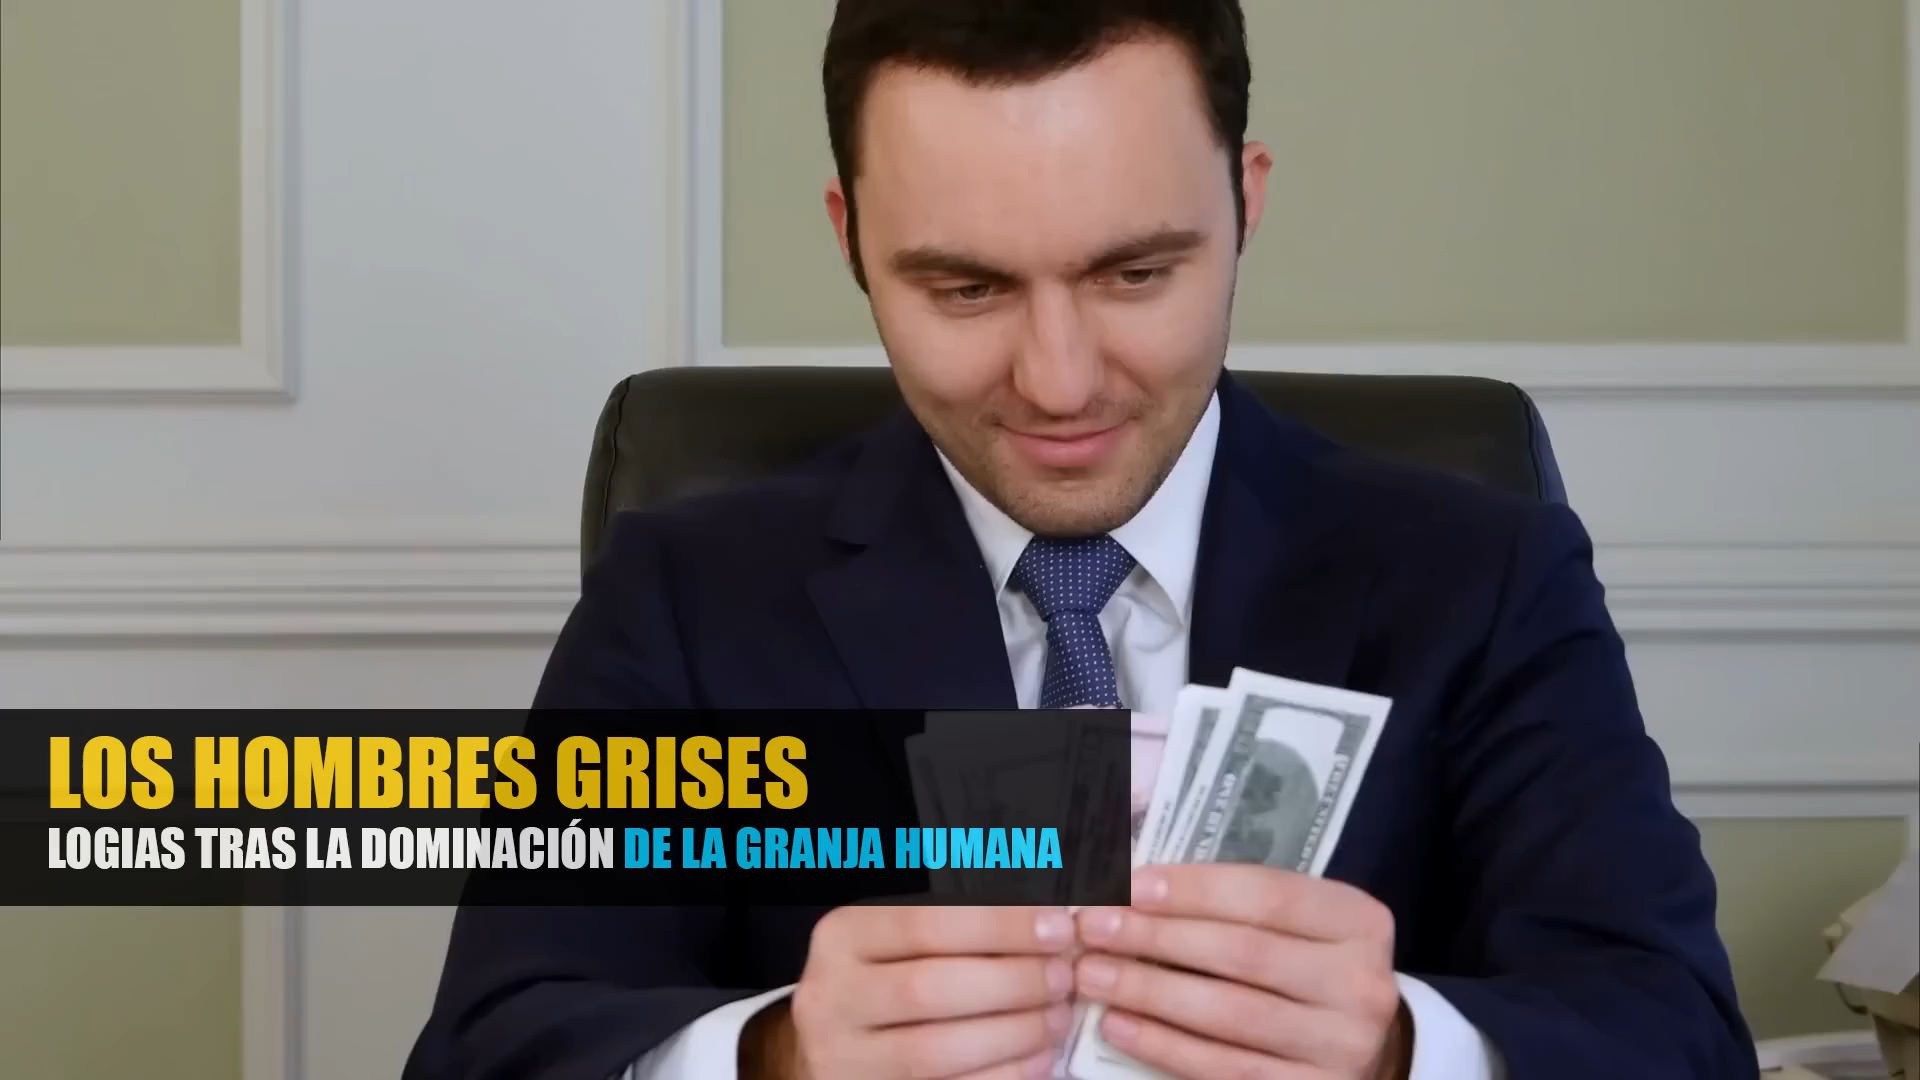 LOS HOMBRES GRISES
LOGIAS TRAS LA DOMINACIÓN DE LA GRANJA HUMANA